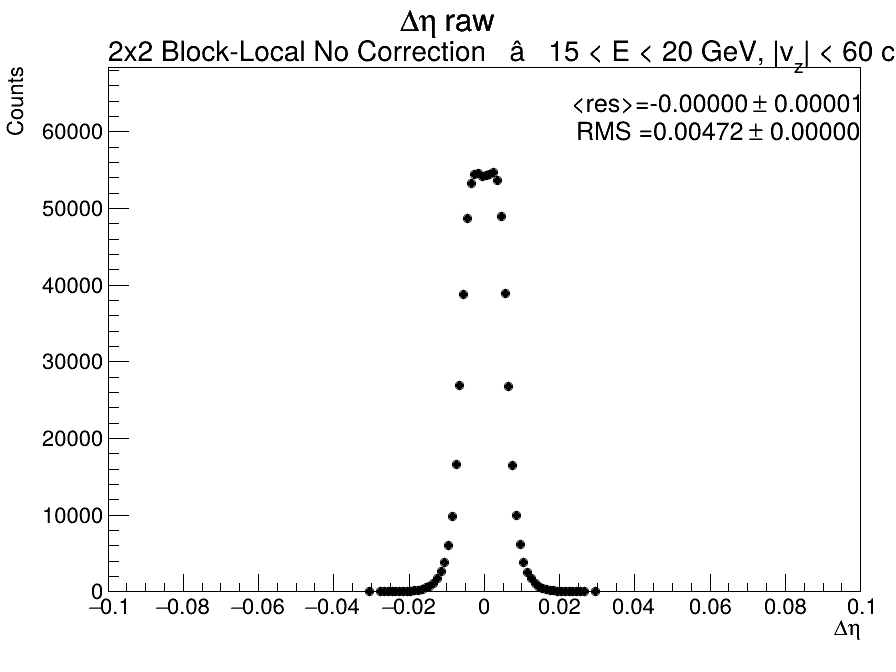 Δη raw
2x2 Block-Local No Correction â 15 < E < 20 GeV, |v_z| < 60 c
Counts
<res>=-0.00000 ± 0.00001
RMS =0.00472 ± 0.00000
60000
50000
40000
30000
20000
10000
0
−0.1 −0.08 −0.06 −0.04 −0.02 0 0.02 0.04 0.06 0.08 0.1
Δη